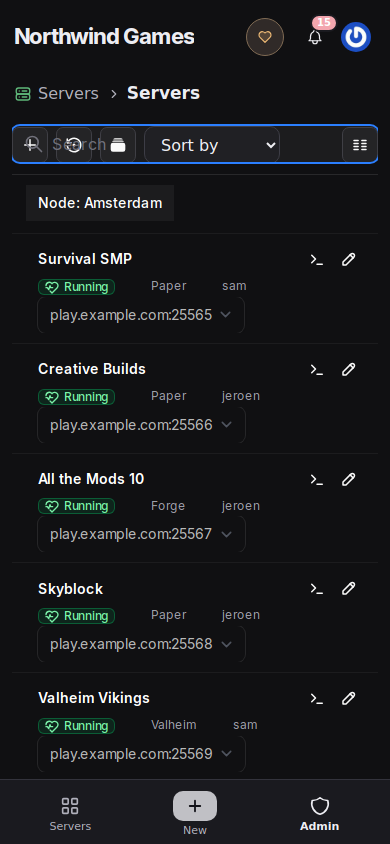 Northwind Games
15
Servers > Servers
Search
Sort by
Node: Amsterdam
Survival SMP
Running Paper sam
play.example.com:25565
Creative Builds
Running Paper jeroen
play.example.com:25566
All the Mods 10
Running Forge jeroen
play.example.com:25567
Skyblock
Running Paper jeroen
play.example.com:25568
Valheim Vikings
Running Valheim sam
play.example.com:25569
Servers New Admin